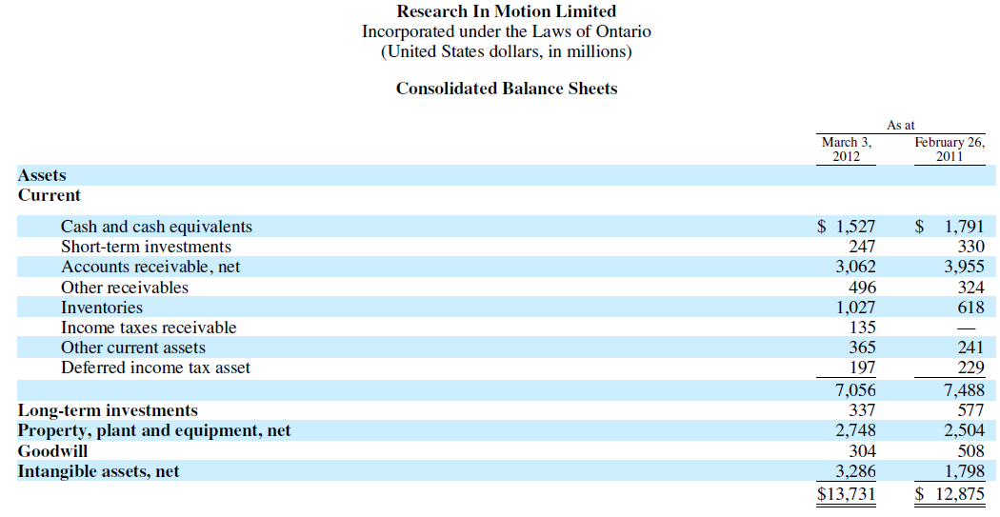 Research In Motion Limited
Incorporated under the Laws of Ontario
(United States dollars, in millions)
Consolidated Balance Sheets
As at
March 3, 2012 February 26, 2011
Assets
Current
Cash and cash equivalents $ 1,527 $ 1,791
Short-term investments 247 330
Accounts receivable, net 3,062 3,955
Other receivables 496 324
Inventories 1,027 618
Income taxes receivable 135 —
Other current assets 365 241
Deferred income tax asset 197 229
7,056 7,488
Long-term investments 337 577
Property, plant and equipment, net 2,748 2,504
Goodwill 304 508
Intangible assets, net 3,286 1,798
$13,731 $ 12,875